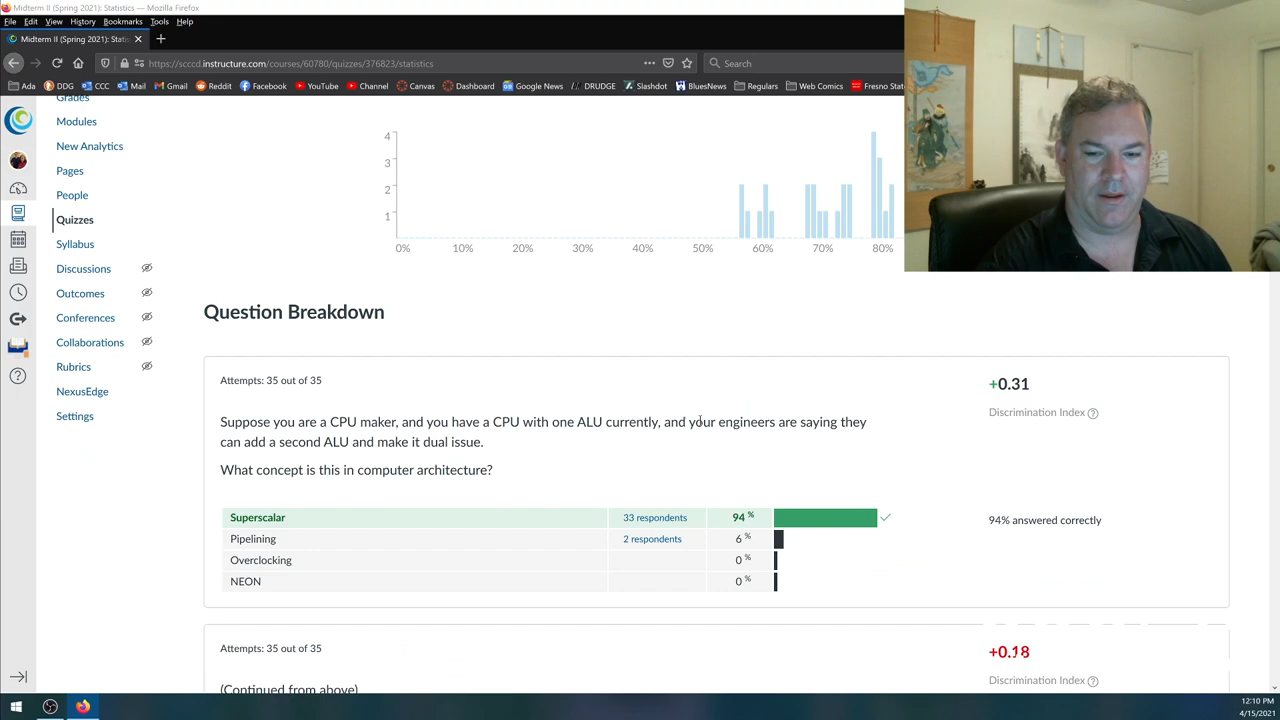 Midterm II (Spring 2021): Statistics — Mozilla Firefox
File Edit View History Bookmarks Tools Help
Midterm II (Spring 2021): Stati
https://scccd.instructure.com/courses/60780/quizzes/376823/statistics
Search
Ada DDG CCC Mail Gmail Reddit Facebook YouTube Channel Canvas Dashboard Google News DRUDGE Slashdot BluesNews Regulars Web Comics Fresno State
Grades
Modules
New Analytics
Pages
People
Quizzes
Syllabus
Discussions
Outcomes
Conferences
Collaborations
Rubrics
NexusEdge
Settings
4
3
2
1
0% 10% 20% 30% 40% 50% 60% 70% 80%
Question Breakdown
Attempts: 35 out of 35
+0.31
Discrimination Index ?
Suppose you are a CPU maker, and you have a CPU with one ALU currently, and your engineers are saying they
can add a second ALU and make it dual issue.
What concept is this in computer architecture?
Superscalar 33 respondents 94 %
Pipelining 2 respondents 6 %
Overclocking 0 %
NEON 0 %
94% answered correctly
Attempts: 35 out of 35
+0.18
Discrimination Index ?
(Continued from above)
12:10 PM
4/15/2021